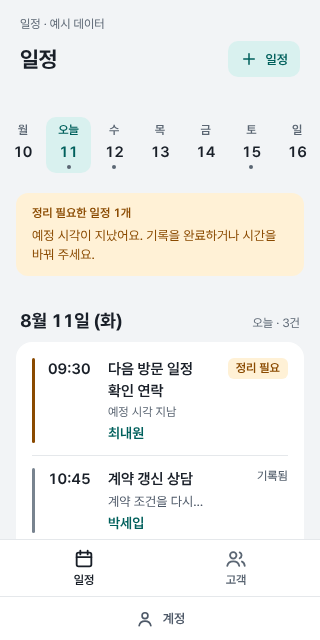 일정 · 예시 데이터
일정
일정
월 오늘 수 목 금 토 일
10 11 12 13 14 15 16
정리 필요한 일정 1개
예정 시각이 지났어요. 기록을 완료하거나 시간을
바꿔 주세요.
8월 11일 (화)
오늘 · 3건
09:30 다음 방문 일정 정리 필요
확인 연락
예정 시각 지남
최내원
10:45 계약 갱신 상담 기록됨
계약 조건을 다시...
박세입
일정 고객
계정